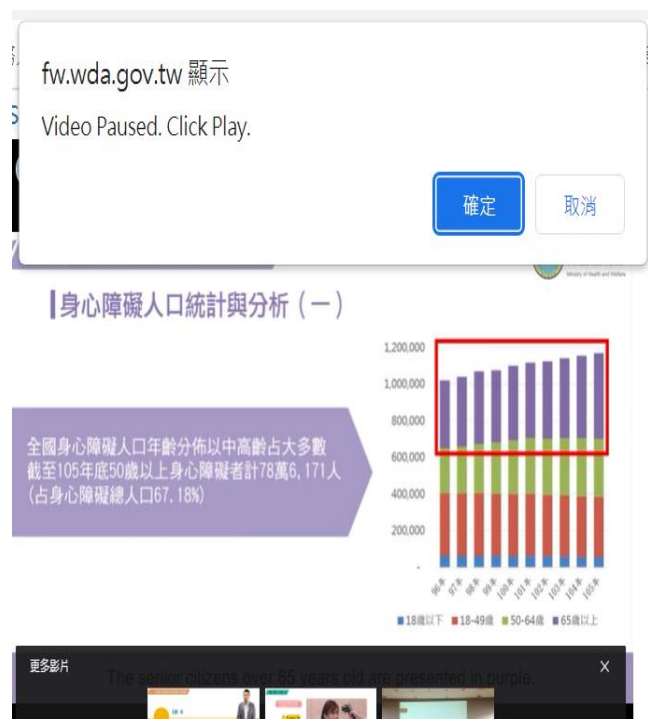 fw.wda.gov.tw 顯示
Video Paused. Click Play.
確定
取消
Ministry of Health and Welfare
身心障礙人口統計與分析（一）
1,200,000
1,000,000
800,000
600,000
400,000
200,000
-
96年 97年 98年 99年 100年 101年 102年 103年 104年 105年
■18歲以下 ■18-49歲 ■50-64歲 ■65歲以上
全國身心障礙人口年齡分佈以中高齡占大多數
截至105年底50歲以上身心障礙者計78萬6,171人
(占身心障礙總人口67.18%)
更多影片
X
The senior citizens over 65 years old are presented in purple.